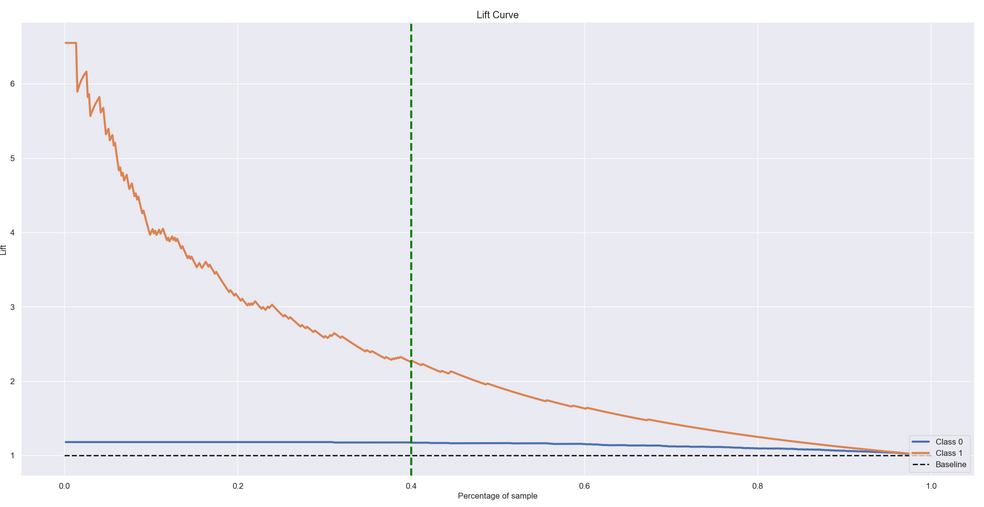 Lift Curve
6
5
4
3
2
1
Lift
0.0 0.2 0.4 0.6 0.8 1.0
Percentage of sample
Class 0
Class 1
Baseline